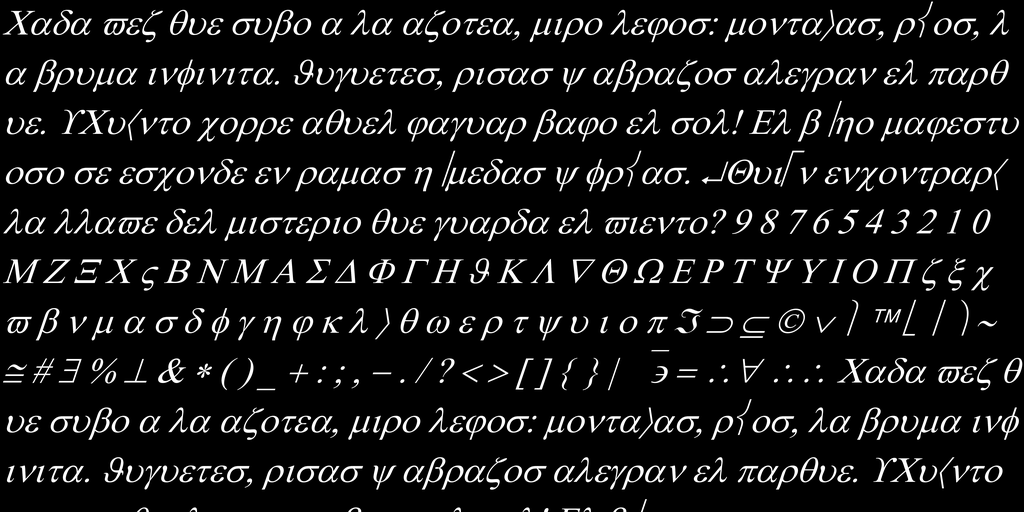 Χαδα ϖεζ θυε συβο α λα αζοτεα, μιρο λεφοσ: μοντα〉ασ, ρ⎨οσ, λ
α βρυμα ινφινιτα. ϑυγυετεσ, ρισασ ψ αβραζοσ αλεγραν ελ παρθ
υε. ϒΧυ〈ντο χορρε αθυελ φαγυαρ βαφο ελ σολ! Ελ β⎜ηο μαφεστυ
οσο σε εσχονδε εν ραμασ η⎜μεδασ ψ φρ⎨ασ. ↵Θυι⎡ν ενχοντραρ〈
λα λλαϖε δελ μιστεριο θυε γυαρδα ελ ϖιεντο? 9 8 7 6 5 4 3 2 1 0
Μ Ζ Ξ Χ ς Β Ν Μ Α Σ Δ Φ Γ Η ϑ Κ Λ ∇ Θ Ω Ε Ρ Τ Ψ Υ Ι Ο Π ζ ξ χ
ϖ β ν μ α σ δ φ γ η φ κ λ 〉 θ ω ε ρ τ ψ υ ι ο π ℑ ⊃ ⊆ © ∨ ⎭ ™ ⎣ ⎜ ⎞ ∼
≅ # ∃ % ⊥ & ∗ ( ) _ + : ; , − . / ? < > [ ] { } | ‾ ∍ = ∴ ∀ ∴ ∴ Χαδα ϖεζ θ
υε συβο α λα αζοτεα, μιρο λεφοσ: μοντα〉ασ, ρ⎨οσ, λα βρυμα ινφ
ινιτα. ϑυγυετεσ, ρισασ ψ αβραζοσ αλεγραν ελ παρθυε. ϒΧυ〈ντο